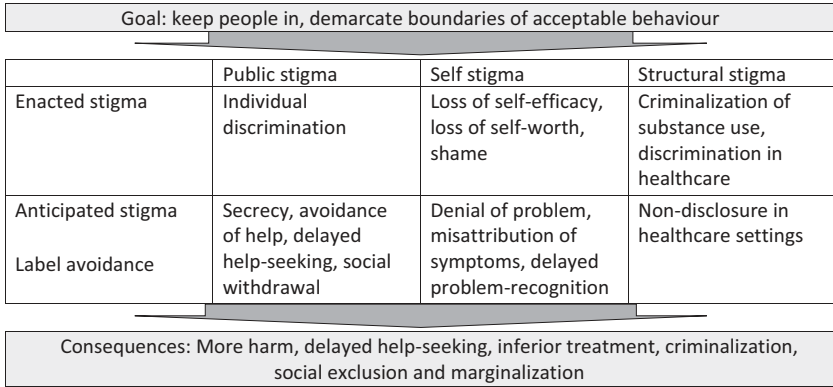 Goal: keep people in, demarcate boundaries of acceptable behaviour
Public stigma
Self stigma
Structural stigma
Enacted stigma
Individual
discrimination
Loss of self-efficacy,
loss of self-worth,
shame
Criminalization of
substance use,
discrimination in
healthcare
Anticipated stigma
Label avoidance
Secrecy, avoidance
of help, delayed
help-seeking, social
withdrawal
Denial of problem,
misattribution of
symptoms, delayed
problem-recognition
Non-disclosure in
healthcare settings
Consequences: More harm, delayed help-seeking, inferior treatment, criminalization,
social exclusion and marginalization